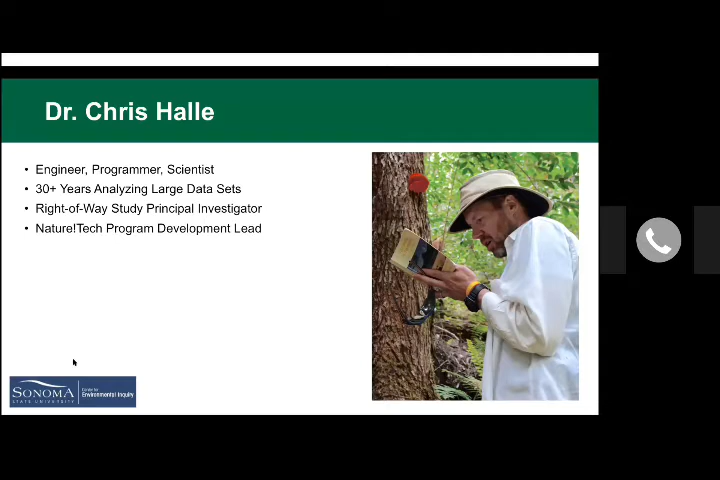 Dr. Chris Halle
• Engineer, Programmer, Scientist
• 30+ Years Analyzing Large Data Sets
• Right-of-Way Study Principal Investigator
• Nature!Tech Program Development Lead
SONOMA
STATE UNIVERSITY
Center for
Environmental Inquiry